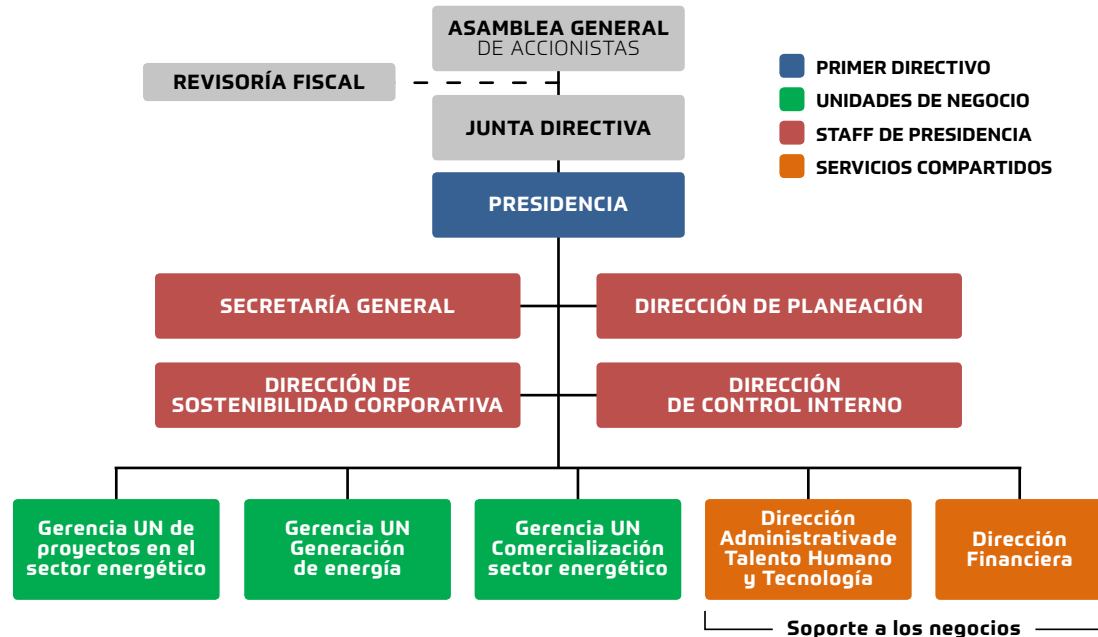 ASAMBLEA GENERAL
DE ACCIONISTAS
REVISORÍA FISCAL
JUNTA DIRECTIVA
PRESIDENCIA
PRIMER DIRECTIVO
UNIDADES DE NEGOCIO
STAFF DE PRESIDENCIA
SERVICIOS COMPARTIDOS
SECRETARÍA GENERAL
DIRECCIÓN DE PLANEACIÓN
DIRECCIÓN DE
SOSTENIBILIDAD CORPORATIVA
DIRECCIÓN
DE CONTROL INTERNO
Gerencia UN de
proyectos en el
sector energético
Gerencia UN
Generación
de energía
Gerencia UN
Comercialización
sector energético
Dirección
Administrativade
Talento Humano
y Tecnología
Dirección
Financiera
Soporte a los negocios